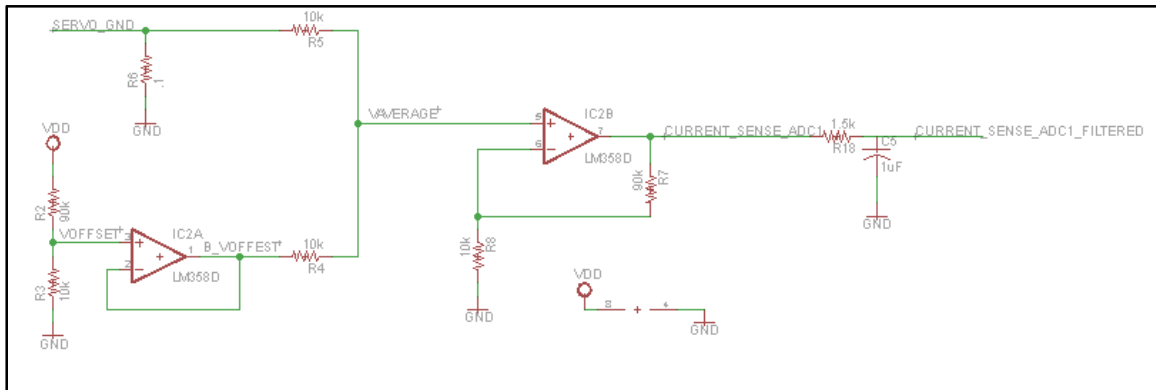 SERVO_GND
10k
R5
R6
.1
GND
VAVERAGE
5
6
7
IC2B
LM358D
CURRENT_SENSE_ADC1
1.5k
R18
CURRENT_SENSE_ADC1_FILTERED
C5
1uF
GND
90k
R7
VDD
R2
90k
VOFFSET
3
2
1
IC2A
LM358D
B_VOFFEST
10k
R4
R3
10k
GND
10k
R8
GND
VDD
8
4
GND